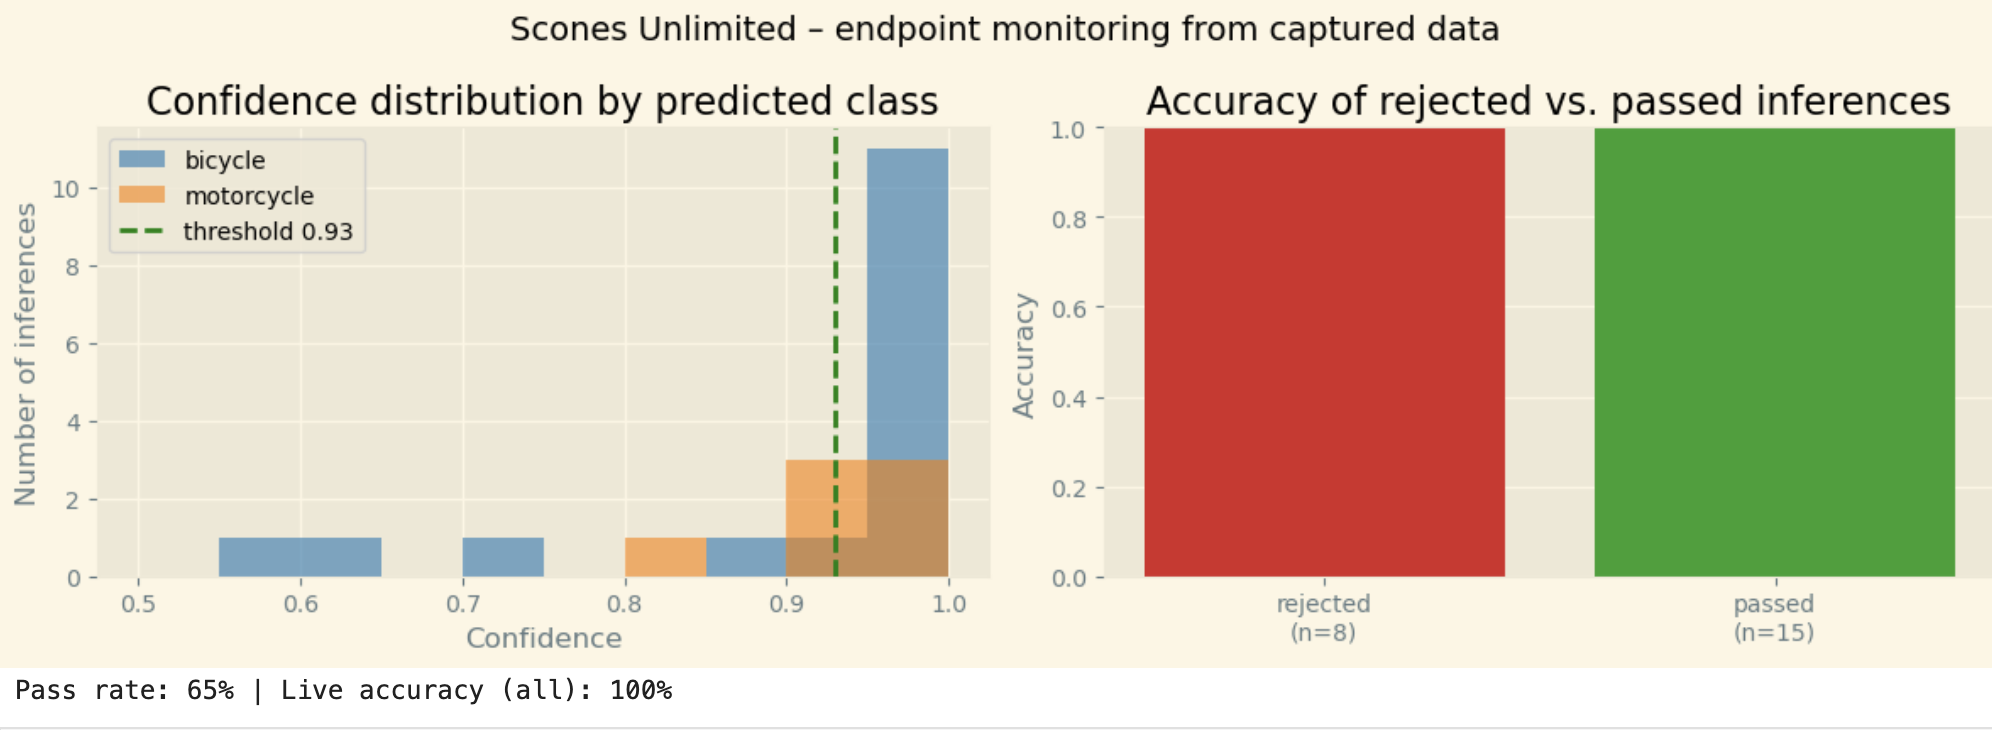 Scones Unlimited – endpoint monitoring from captured data
Confidence distribution by predicted class
bicycle
motorcycle
threshold 0.93
Number of inferences
10
8
6
4
2
0
0.5 0.6 0.7 0.8 0.9 1.0
Confidence
Accuracy of rejected vs. passed inferences
Accuracy
1.0
0.8
0.6
0.4
0.2
0.0
rejected
(n=8)
passed
(n=15)
Pass rate: 65% | Live accuracy (all): 100%